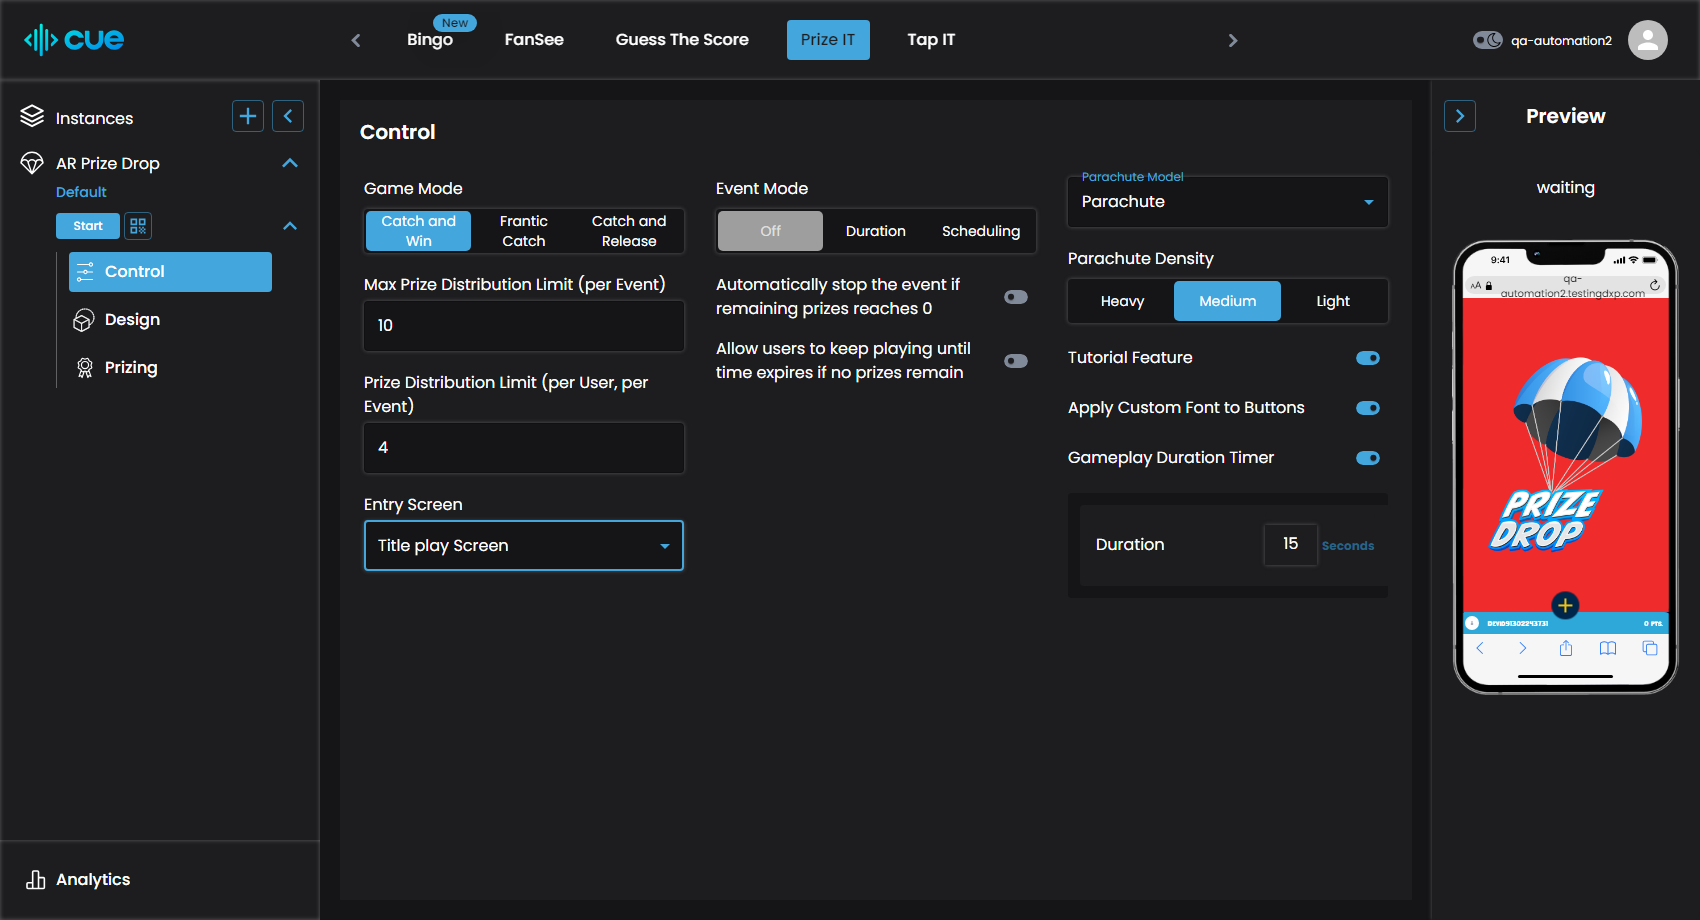 cue
New
Bingo
FanSee
Guess The Score
Prize IT
Tap IT
qa-automation2
Instances
AR Prize Drop
Default
Start
Control
Design
Prizing
Analytics
Control
Game Mode
Catch and
Win
Frantic
Catch
Catch and
Release
Max Prize Distribution Limit (per Event)
10
Prize Distribution Limit (per User, per
Event)
4
Entry Screen
Title play Screen
Event Mode
Off
Duration
Scheduling
Automatically stop the event if
remaining prizes reaches 0
Allow users to keep playing until
time expires if no prizes remain
Parachute Model
Parachute
Parachute Density
Heavy
Medium
Light
Tutorial Feature
Apply Custom Font to Buttons
Gameplay Duration Timer
Duration
15
Seconds
Preview
waiting
9:41
AA
qa-
automation2.testingdxp.com
PRIZE
DROP
0 PTS.